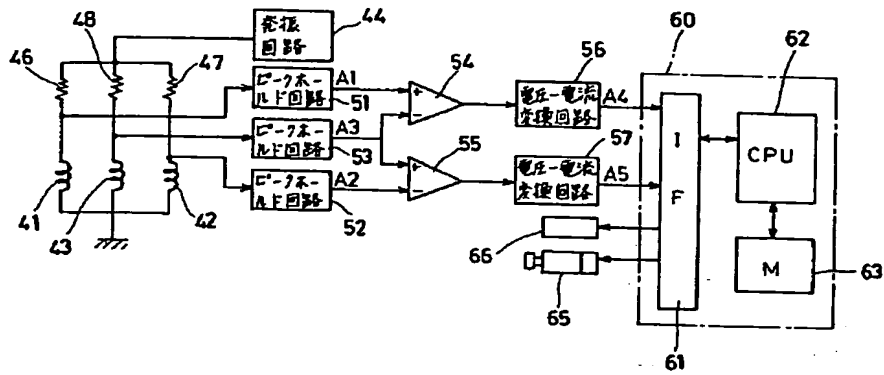 発振
回路
44
46
48
47
ピークホー
ルド回路
A1
51
ピークホー
ルド回路
A3
53
ピークホー
ルド回路
A2
52
41
43
42
+
−
54
+
−
55
56
電圧−電流
変換回路
A4
57
電圧−電流
変換回路
A5
60
I
F
61
62
CPU
M
63
66
65